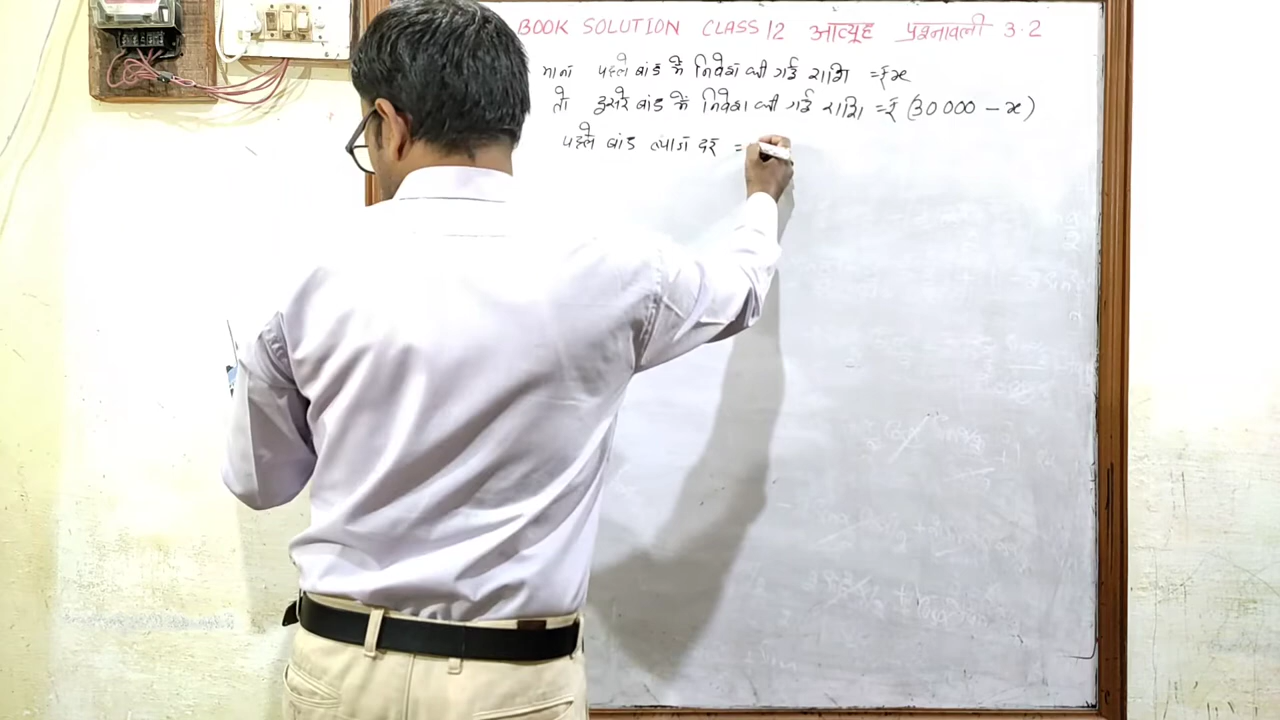 BOOK SOLUTION CLASS 12 आव्यूह प्रश्नावली 3.2
माना पहले बांड में निवेश की गई राशि = ₹x
तो दुसरे बांड में निवेश की गई राशि = ₹ (30000 - x)
पहले बांड ब्याज दर =